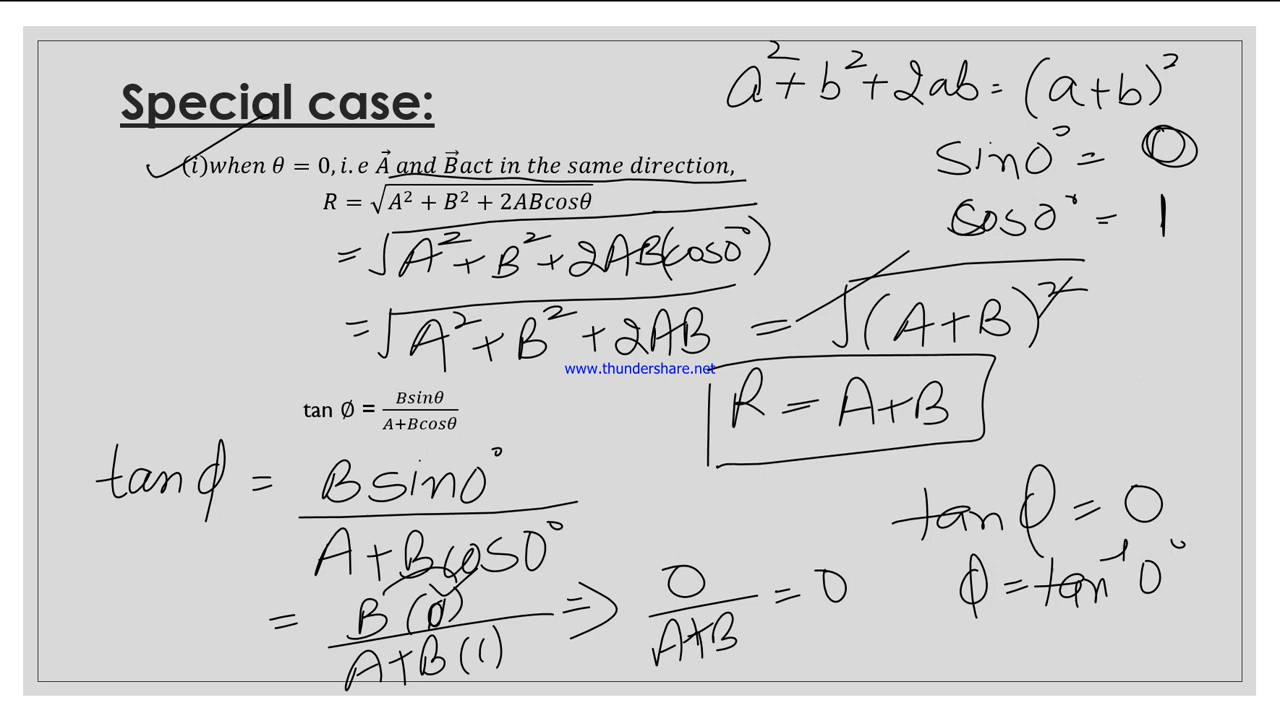 Special case:
a² + b² + 2ab = (a+b)²
sin0° = 0
cos0° = 1
(i)when θ = 0, i. e A⃗ and B⃗ act in the same direction,
R = √A² + B² + 2ABcosθ
= √A² + B² + 2AB(cos0°)
= √A² + B² + 2AB = √(A+B)²
www.thundershare.net
R = A+B
tan Ø = Bsinθ / A+Bcosθ
tan ϕ = B sin0° / A+B cos0°
= B(0) / A+B(1) => 0 / A+B = 0
tan ϕ = 0
ϕ = tan⁻¹ 0°